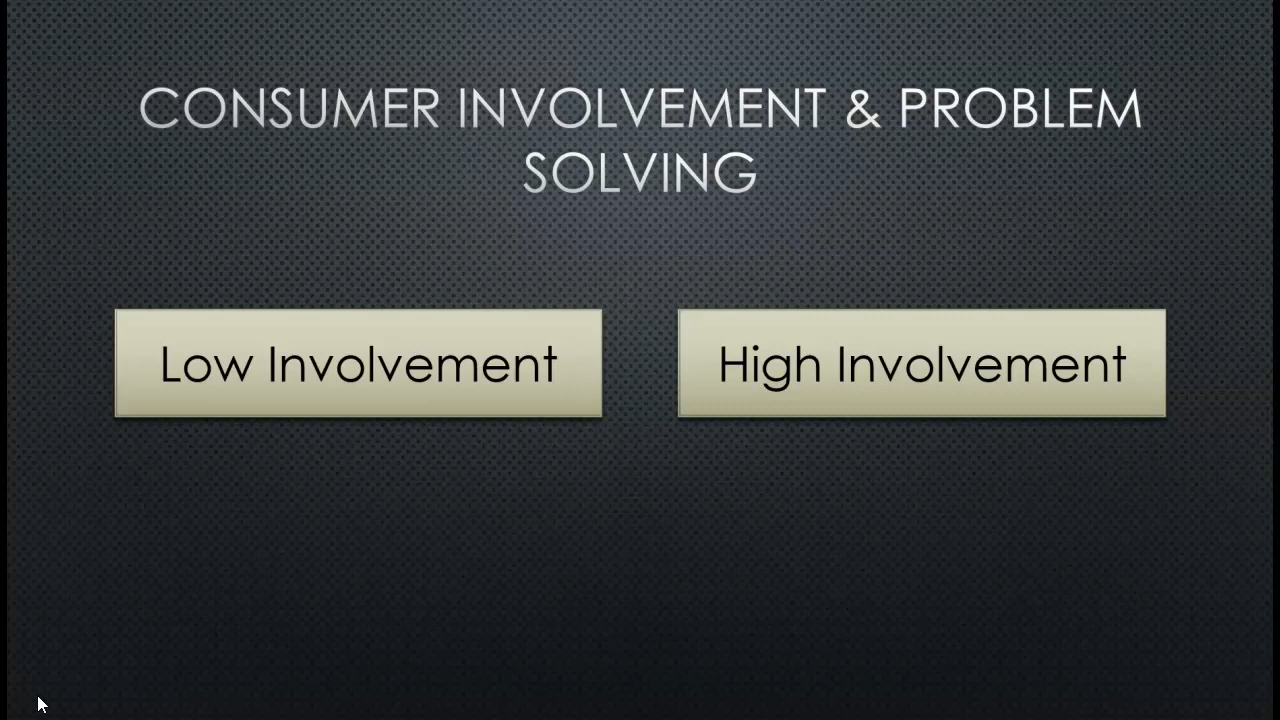 CONSUMER INVOLVEMENT & PROBLEM
SOLVING
Low Involvement
High Involvement